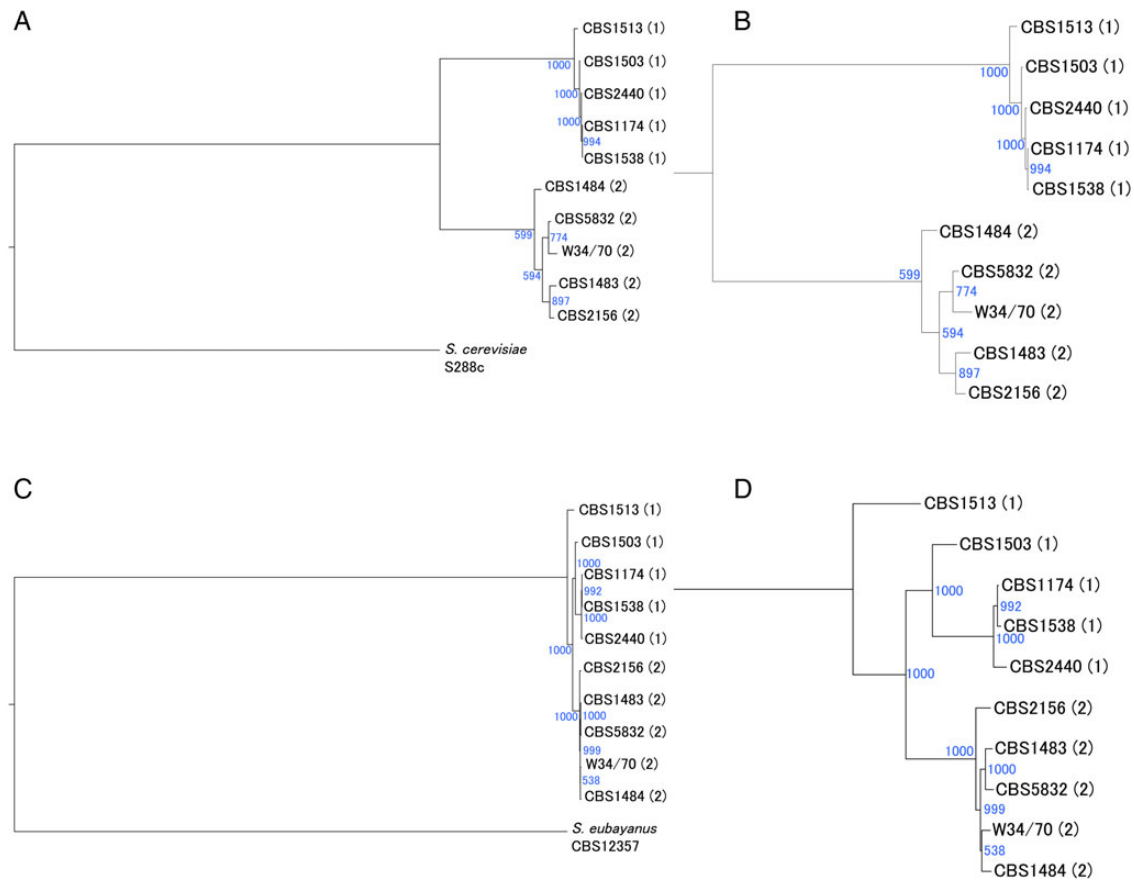 A
CBS1513 (1)
1000
CBS1503 (1)
1000
CBS2440 (1)
1000
CBS1174 (1)
994
CBS1538 (1)
CBS1484 (2)
599
CBS5832 (2)
774
W34/70 (2)
594
CBS1483 (2)
897
CBS2156 (2)
S. cerevisiae
S288c
B
CBS1513 (1)
1000
CBS1503 (1)
1000
CBS2440 (1)
1000
CBS1174 (1)
994
CBS1538 (1)
CBS1484 (2)
599
CBS5832 (2)
774
W34/70 (2)
594
CBS1483 (2)
897
CBS2156 (2)
C
CBS1513 (1)
CBS1503 (1)
1000
CBS1174 (1)
992
CBS1538 (1)
1000
CBS2440 (1)
1000
CBS2156 (2)
CBS1483 (2)
1000 1000
CBS5832 (2)
999
W34/70 (2)
538
CBS1484 (2)
S. eubayanus
CBS12357
D
CBS1513 (1)
CBS1503 (1)
1000
CBS1174 (1)
992
CBS1538 (1)
1000
CBS2440 (1)
1000
CBS2156 (2)
1000
CBS1483 (2)
1000
CBS5832 (2)
999
W34/70 (2)
538
CBS1484 (2)